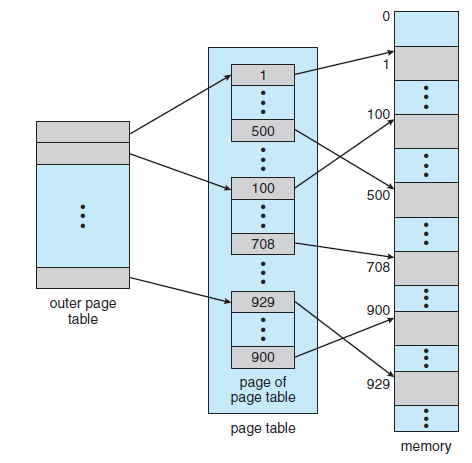 outer page
table
1
500
100
708
929
900
page of
page table
page table
0
1
100
500
708
900
929
memory